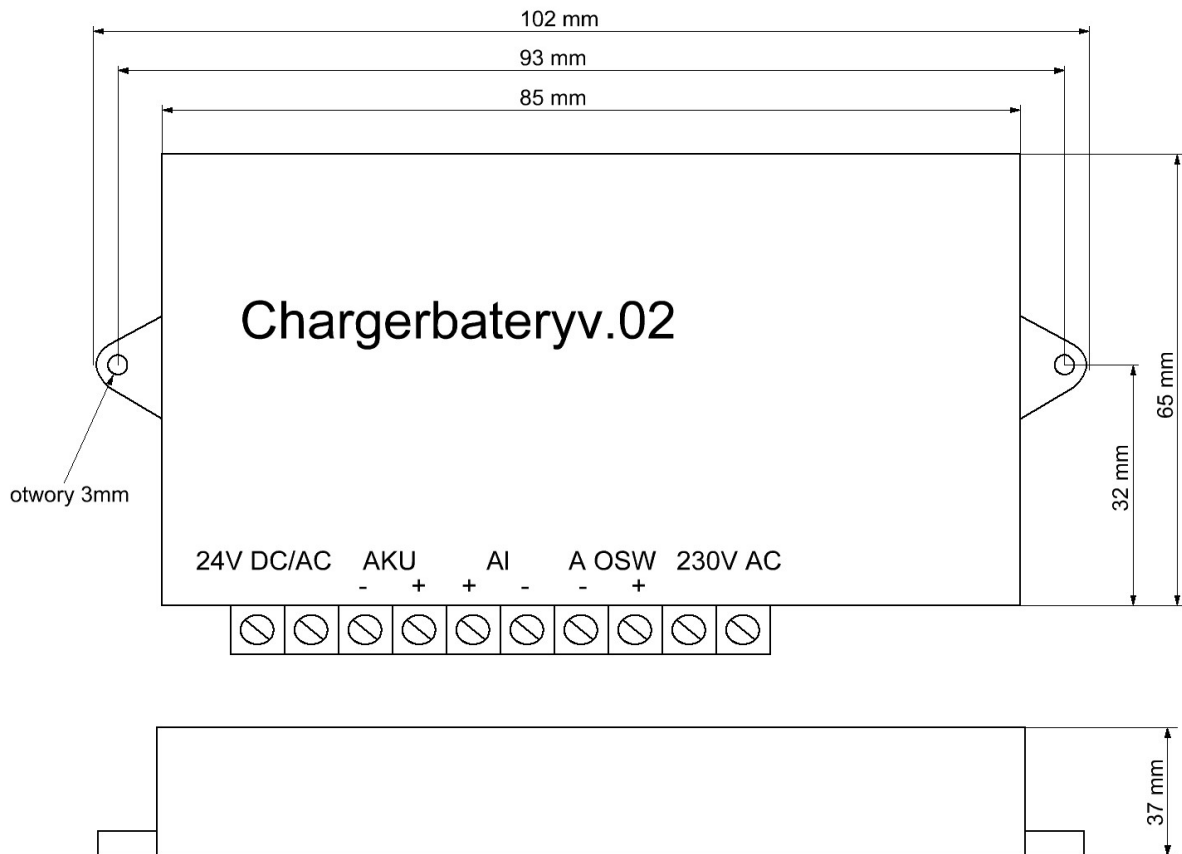 102 mm
93 mm
85 mm
Chargerbateryv.02
65 mm
32 mm
otwory 3mm
24V DC/AC AKU AI A OSW 230V AC
- + + - - +
37 mm